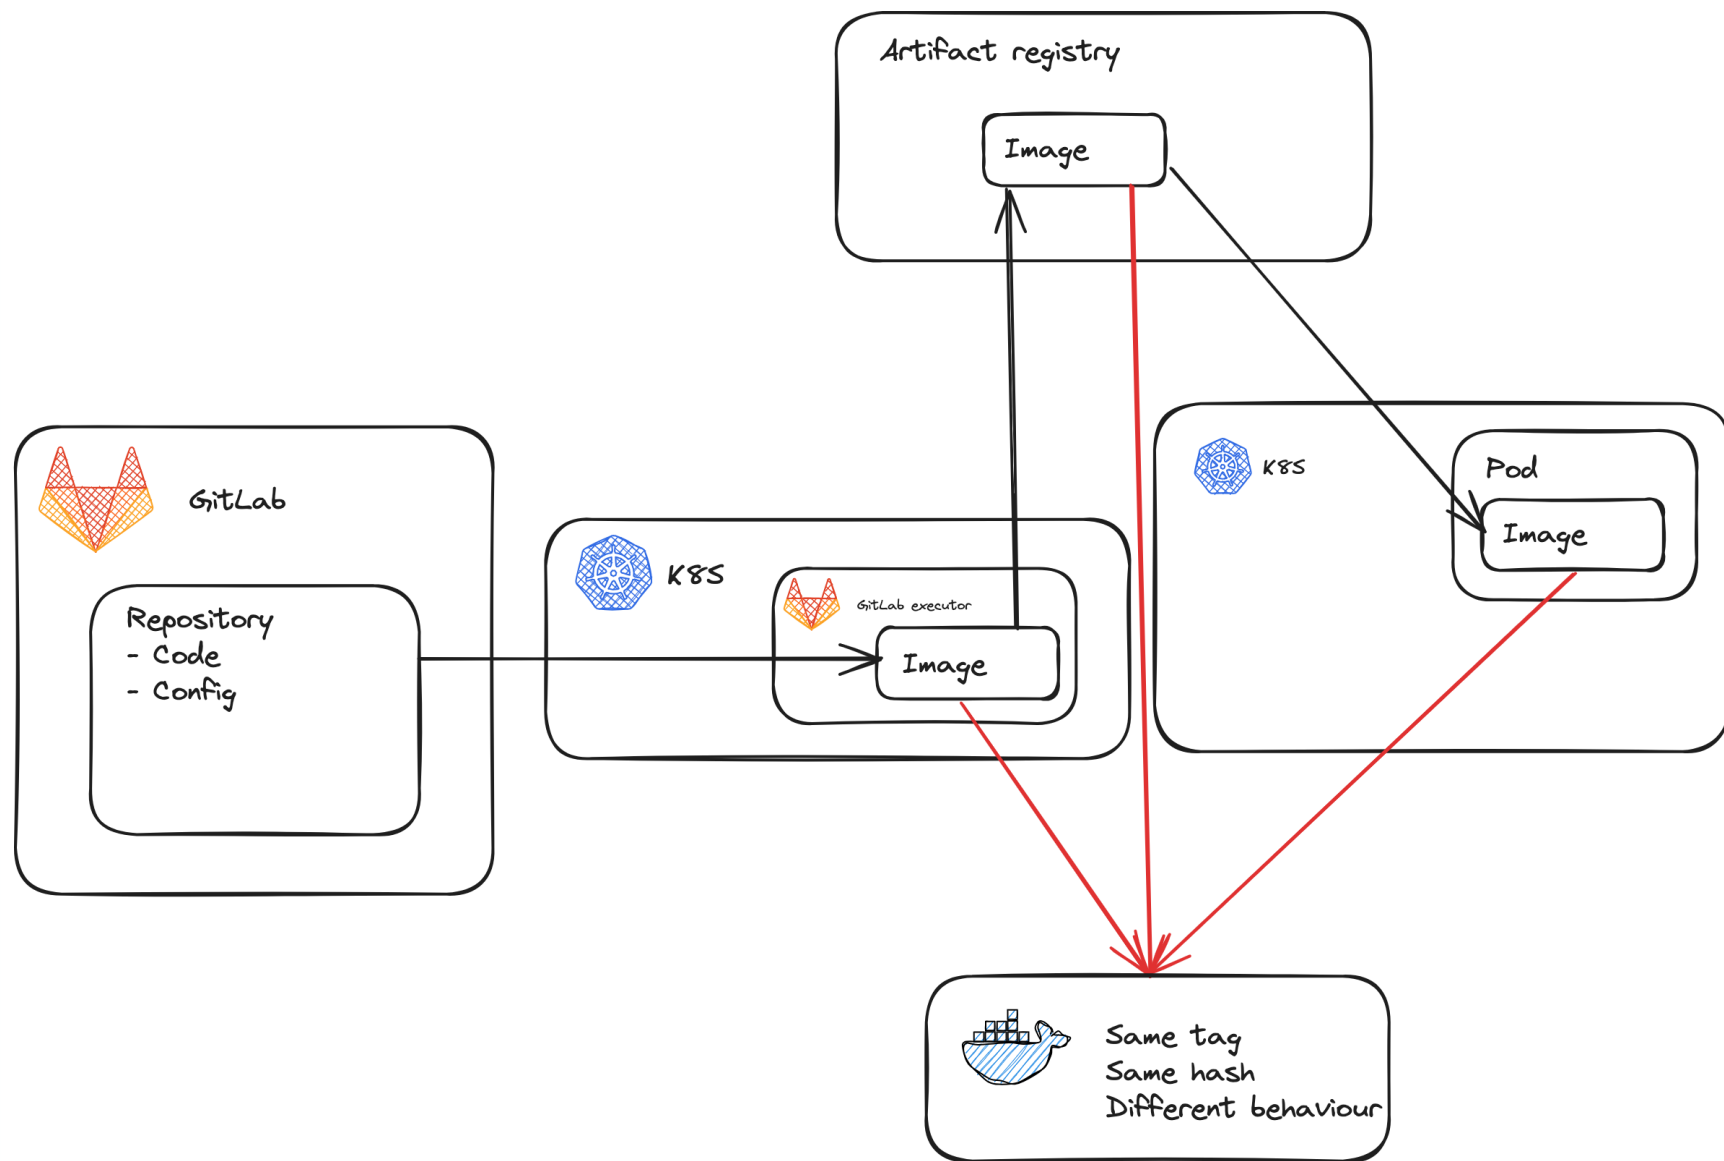 Artifact registry
Image
GitLab
Repository
- Code
- Config
K8S
GitLab executor
Image
K8S
Pod
Image
Same tag
Same hash
Different behaviour